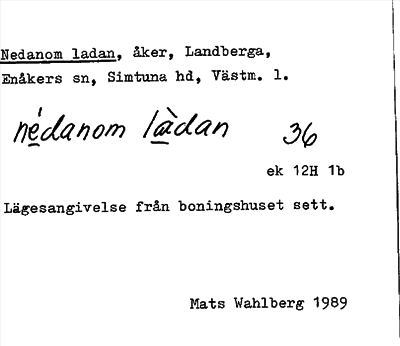 Nedanom ladan, åker, Landberga,
Enåkers sn, Simtuna hd, Västm. l.
nédanom làdan 36
ek 12H 1b
Lägesangivelse från boningshuset sett.
Mats Wahlberg 1989